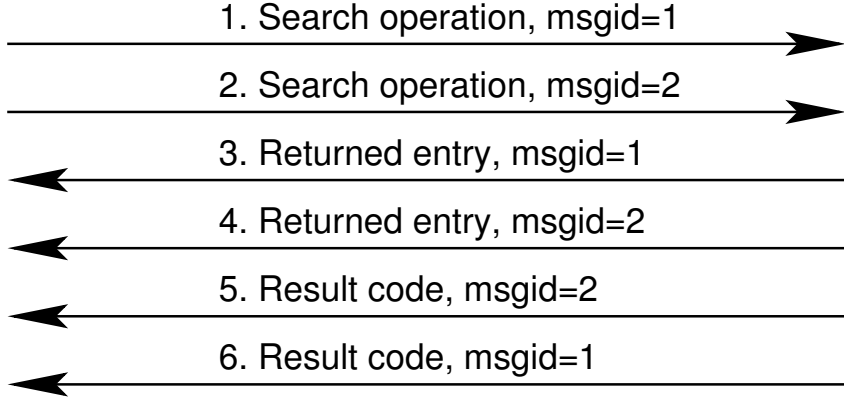 1. Search operation, msgid=1
2. Search operation, msgid=2
3. Returned entry, msgid=1
4. Returned entry, msgid=2
5. Result code, msgid=2
6. Result code, msgid=1